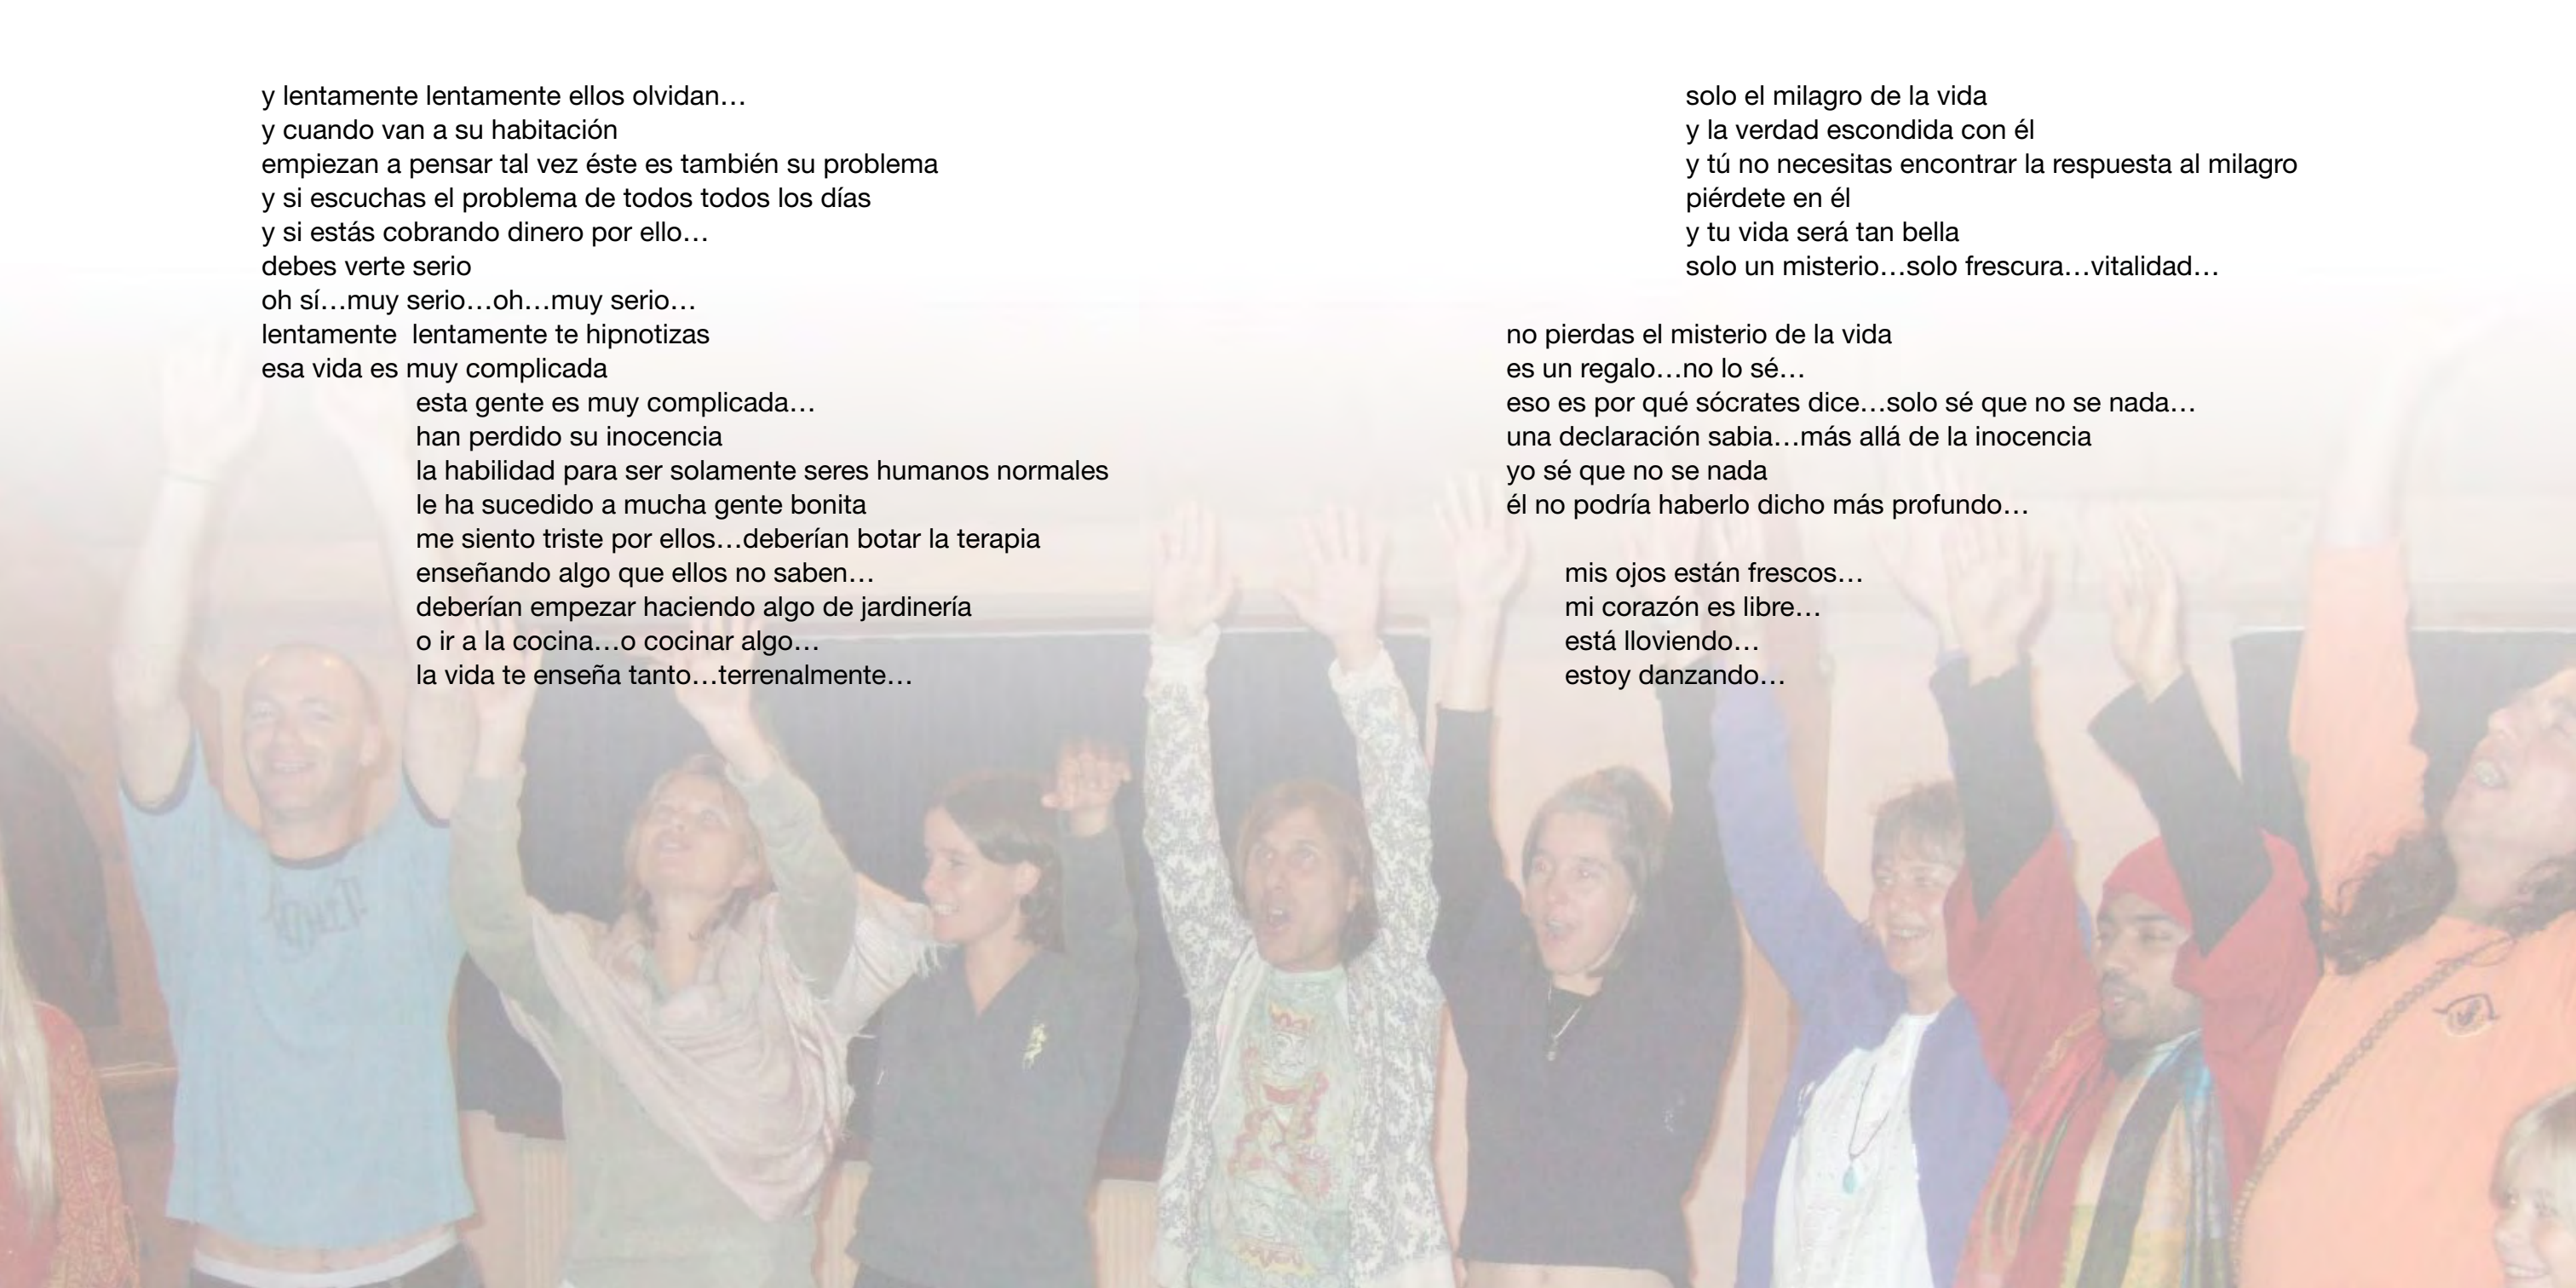 y lentamente lentamente ellos olvidan…
y cuando van a su habitación
empiezan a pensar tal vez éste es también su problema
y si escuchas el problema de todos todos los días
y si estás cobrando dinero por ello…
debes verte serio
oh sí…muy serio…oh…muy serio…
lentamente  lentamente te hipnotizas
esa vida es muy complicada
esta gente es muy complicada…
han perdido su inocencia
la habilidad para ser solamente seres humanos normales
le ha sucedido a mucha gente bonita
me siento triste por ellos…deberían botar la terapia
enseñando algo que ellos no saben…
deberían empezar haciendo algo de jardinería
o ir a la cocina…o cocinar algo…
la vida te enseña tanto…terrenalmente…
solo el milagro de la vida
y la verdad escondida con él
y tú no necesitas encontrar la respuesta al milagro
piérdete en él
y tu vida será tan bella
solo un misterio…solo frescura…vitalidad…
no pierdas el misterio de la vida
es un regalo…no lo sé…
eso es por qué sócrates dice…solo sé que no se nada…
una declaración sabia…más allá de la inocencia
yo sé que no se nada
él no podría haberlo dicho más profundo…
mis ojos están frescos…
mi corazón es libre…
está lloviendo…
estoy danzando…